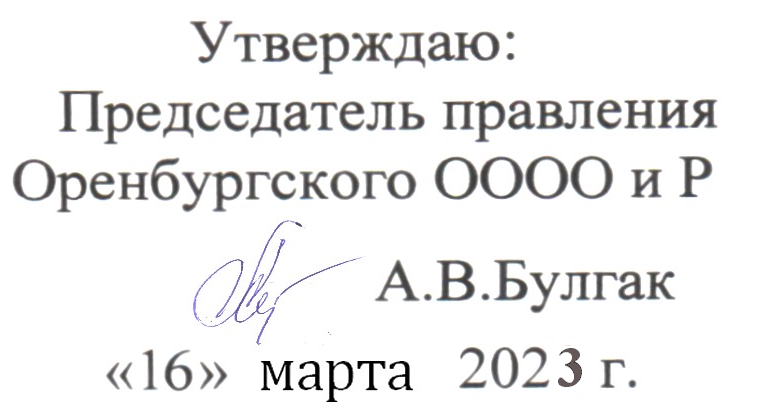 Утверждаю:
Председатель правления
Оренбургского ОООО и Р
А.В.Булгак
«16» марта 2023 г.